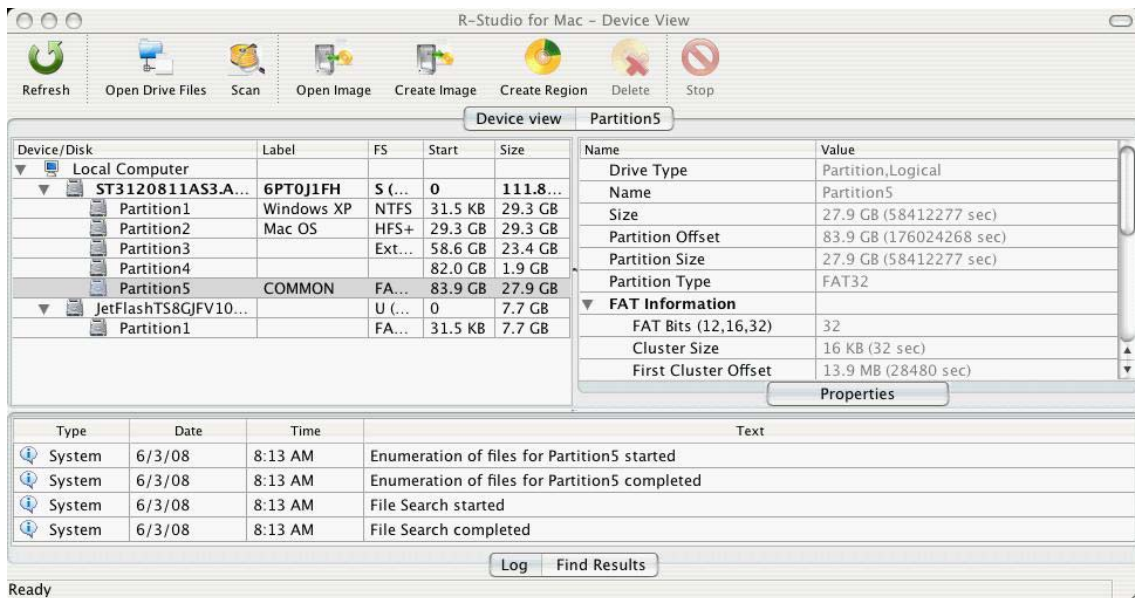 R-Studio for Mac - Device View
Refresh Open Drive Files Scan Open Image Create Image Create Region Delete Stop
Device view Partition5
Device/Disk Label FS Start Size
Local Computer
ST3120811AS3.A... 6PT0J1FH S (... 0 111.8...
Partition1 Windows XP NTFS 31.5 KB 29.3 GB
Partition2 Mac OS HFS+ 29.3 GB 29.3 GB
Partition3 Ext... 58.6 GB 23.4 GB
Partition4 82.0 GB 1.9 GB
Partition5 COMMON FA... 83.9 GB 27.9 GB
JetFlashTS8GJFV10... U (... 0 7.7 GB
Partition1 FA... 31.5 KB 7.7 GB
Name Value
Drive Type Partition,Logical
Name Partition5
Size 27.9 GB (58412277 sec)
Partition Offset 83.9 GB (176024268 sec)
Partition Size 27.9 GB (58412277 sec)
Partition Type FAT32
FAT Information
FAT Bits (12,16,32) 32
Cluster Size 16 KB (32 sec)
First Cluster Offset 13.9 MB (28480 sec)
Properties
Type Date Time Text
System 6/3/08 8:13 AM Enumeration of files for Partition5 started
System 6/3/08 8:13 AM Enumeration of files for Partition5 completed
System 6/3/08 8:13 AM File Search started
System 6/3/08 8:13 AM File Search completed
Log Find Results
Ready